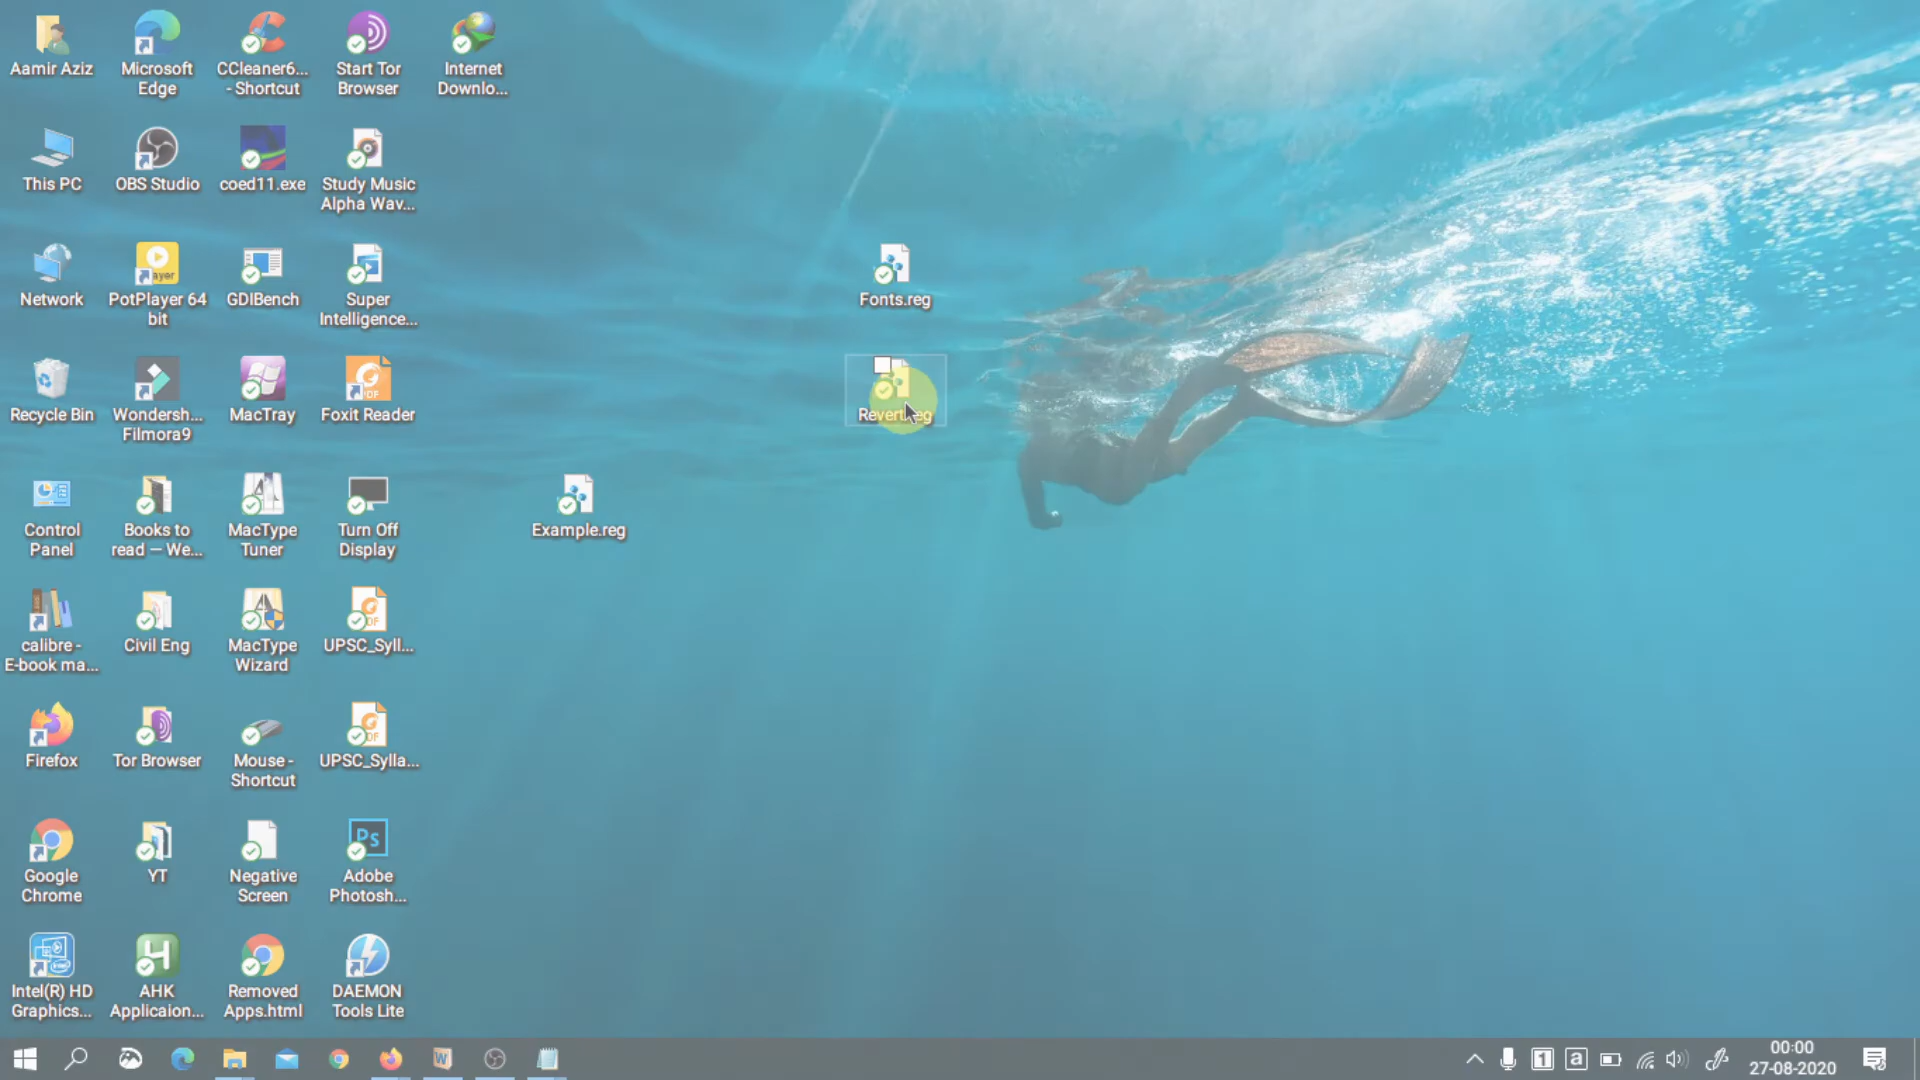 Aamir Aziz
Microsoft
Edge
CCleaner6...
- Shortcut
Start Tor
Browser
Internet
Downlo...
This PC
OBS Studio
coed11.exe
Study Music
Alpha Wav...
Network
PotPlayer 64
bit
GDIBench
Super
Intelligence...
Fonts.reg
Recycle Bin
Wondersh...
Filmora9
MacTray
Foxit Reader
Revert.reg
Control
Panel
Books to
read — We...
MacType
Tuner
Turn Off
Display
Example.reg
calibre -
E-book ma...
Civil Eng
MacType
Wizard
UPSC_Syll...
Firefox
Tor Browser
Mouse -
Shortcut
UPSC_Sylla...
Google
Chrome
YT
Negative
Screen
Ps
Adobe
Photosh...
Intel(R) HD
Graphics...
AHK
Applicaion...
Removed
Apps.html
DAEMON
Tools Lite
00:00
27-08-2020